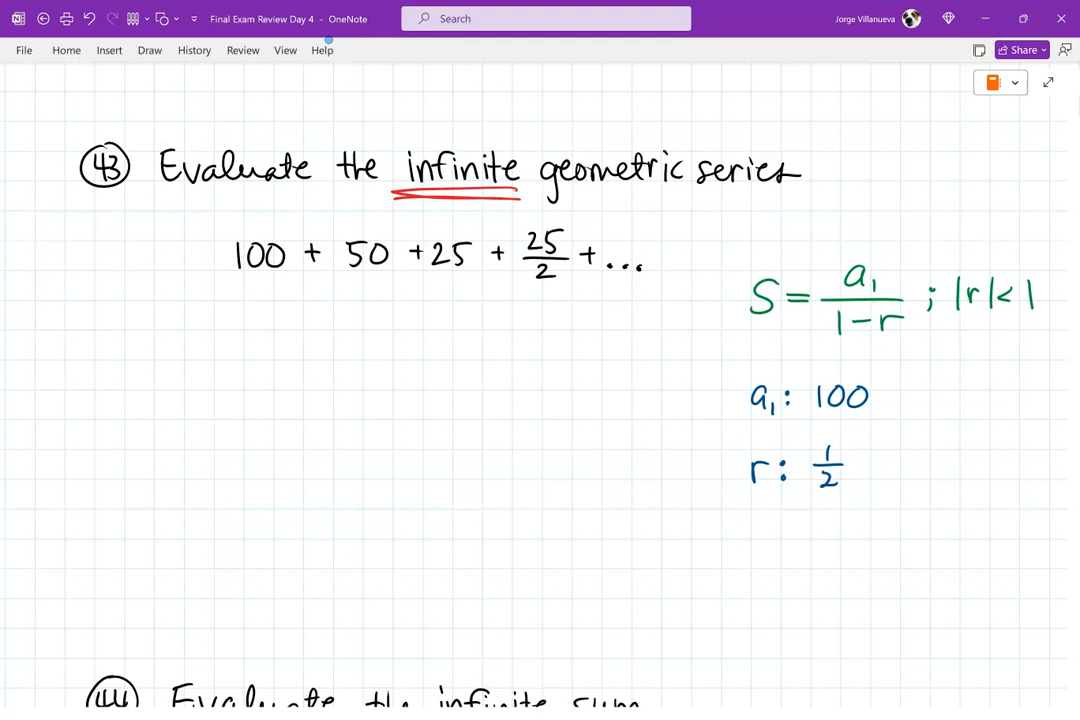 Final Exam Review Day 4 - OneNote
Search
Jorge Villanueva
File Home Insert Draw History Review View Help
Share
43 Evaluate the infinite geometric series
100 + 50 + 25 + 25/2 + ...
S = a₁/(1-r) ; |r|<1
a₁: 100
r: 1/2
44 Evaluate the infinite sum